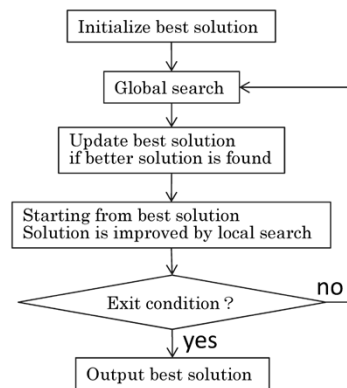 Initialize best solution
Global search
Update best solution
if better solution is found
Starting from best solution
Solution is improved by local search
Exit condition ?
no
yes
Output best solution